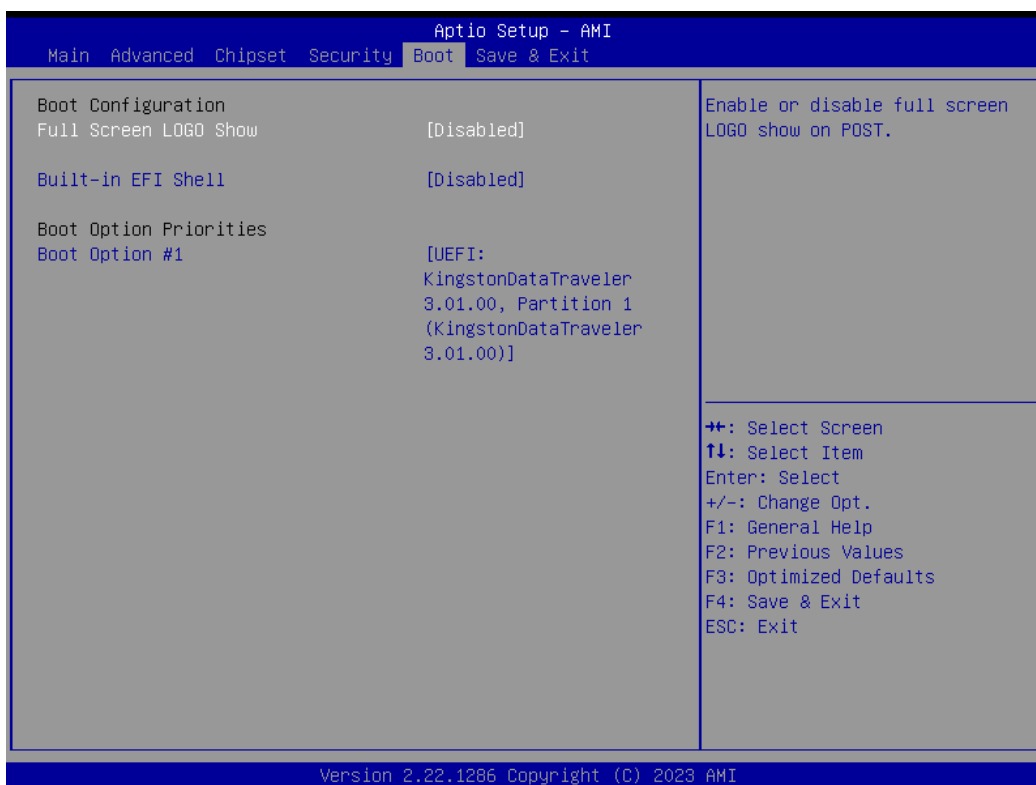 Aptio Setup – AMI
Main Advanced Chipset Security Boot Save & Exit
Boot Configuration
Full Screen LOGO Show [Disabled]
Built-in EFI Shell [Disabled]
Boot Option Priorities
Boot Option #1 [UEFI:
KingstonDataTraveler
3.01.00, Partition 1
(KingstonDataTraveler
3.01.00)]
Enable or disable full screen
LOGO show on POST.
→←: Select Screen
↑↓: Select Item
Enter: Select
+/-: Change Opt.
F1: General Help
F2: Previous Values
F3: Optimized Defaults
F4: Save & Exit
ESC: Exit
Version 2.22.1286 Copyright (C) 2023 AMI